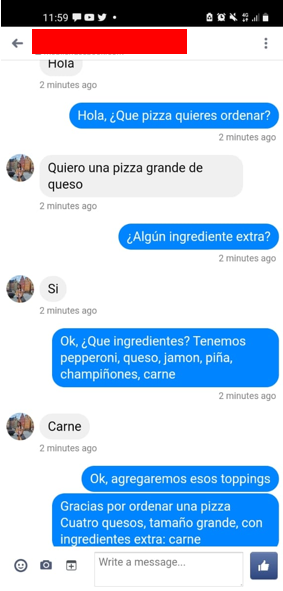 11:59
4G
Hola
2 minutes ago
Hola, ¿Que pizza quieres ordenar?
2 minutes ago
Quiero una pizza grande de
queso
2 minutes ago
¿Algún ingrediente extra?
2 minutes ago
Si
2 minutes ago
Ok, ¿Que ingredientes? Tenemos
pepperoni, queso, jamon, piña,
champiñones, carne
2 minutes ago
Carne
2 minutes ago
Ok, agregaremos esos toppings
Gracias por ordenar una pizza
Cuatro quesos, tamaño grande, con
ingredientes extra: carne
Write a message...